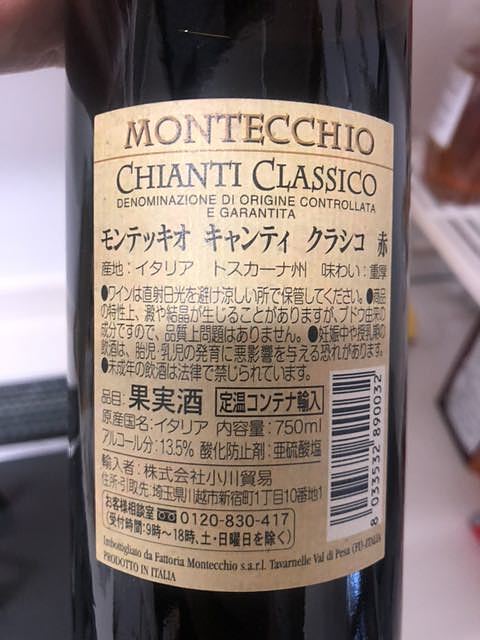 MONTECCHIO
CHIANTI CLASSICO
DENOMINAZIONE DI ORIGINE CONTROLLATA
E GARANTITA
モンテッキオ キャンティ クラシコ 赤
産地：イタリア トスカーナ州 味わい：重厚
●ワインは直射日光を避け涼しい所で保管してください。●商品
の特性上、澱や結晶が生じることがありますが、ブドウ由来の
成分ですので、品質上問題はありません。●妊娠中や授乳期の
飲酒は、胎児・乳児の発育に悪影響を与える恐れがあります。
●未成年の飲酒は法律で禁じられています。
品目：果実酒 定温コンテナ輸入
原産国名：イタリア 内容量：750ml
アルコール分：13.5% 酸化防止剤：亜硫酸塩
輸入者：株式会社小川貿易
住所・引取先：埼玉県川越市新宿町1丁目10番地1
お客様相談室 0120-830-417
(受付時間：9時〜18時、土・日曜日を除く)
Imbottigliato da Fattoria Montecchio s.a.r.l. Tavarnelle Val di Pesa (FI)-ITALIA
PRODOTTO IN ITALIA
8 033532 890032